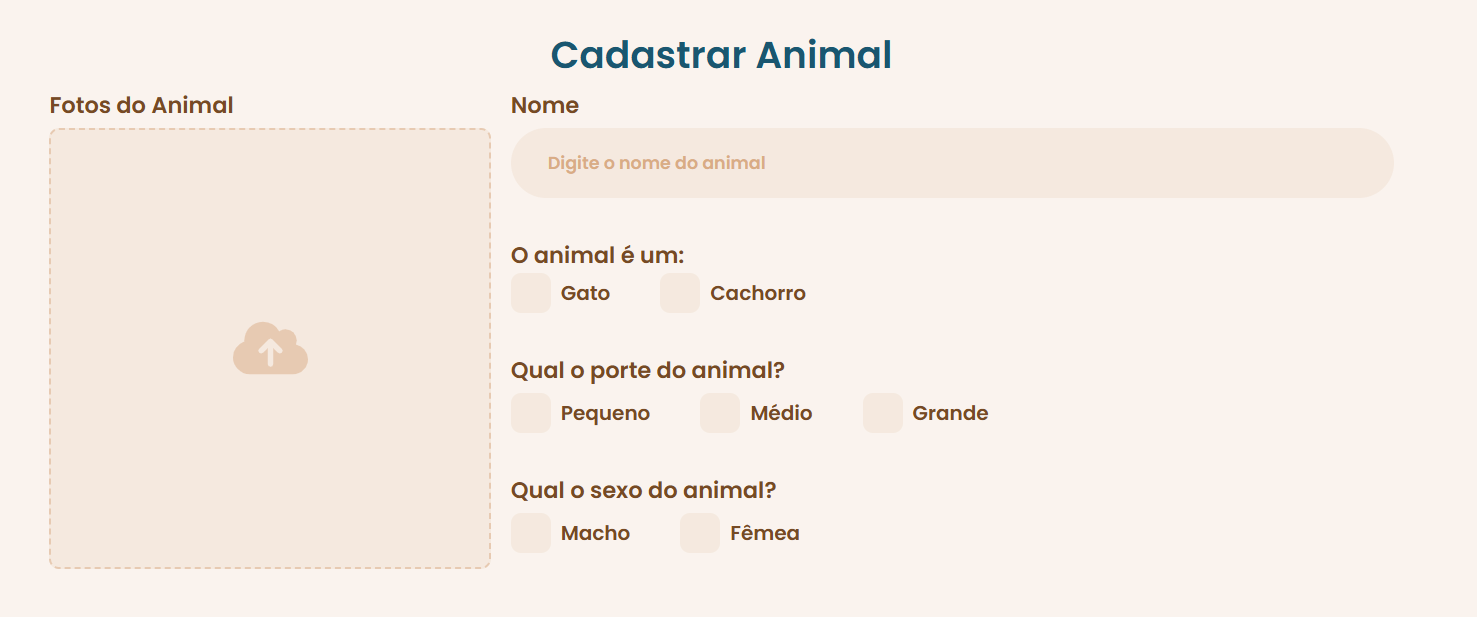 Cadastrar Animal
Fotos do Animal
Nome
Digite o nome do animal
O animal é um:
Gato Cachorro
Qual o porte do animal?
Pequeno Médio Grande
Qual o sexo do animal?
Macho Fêmea